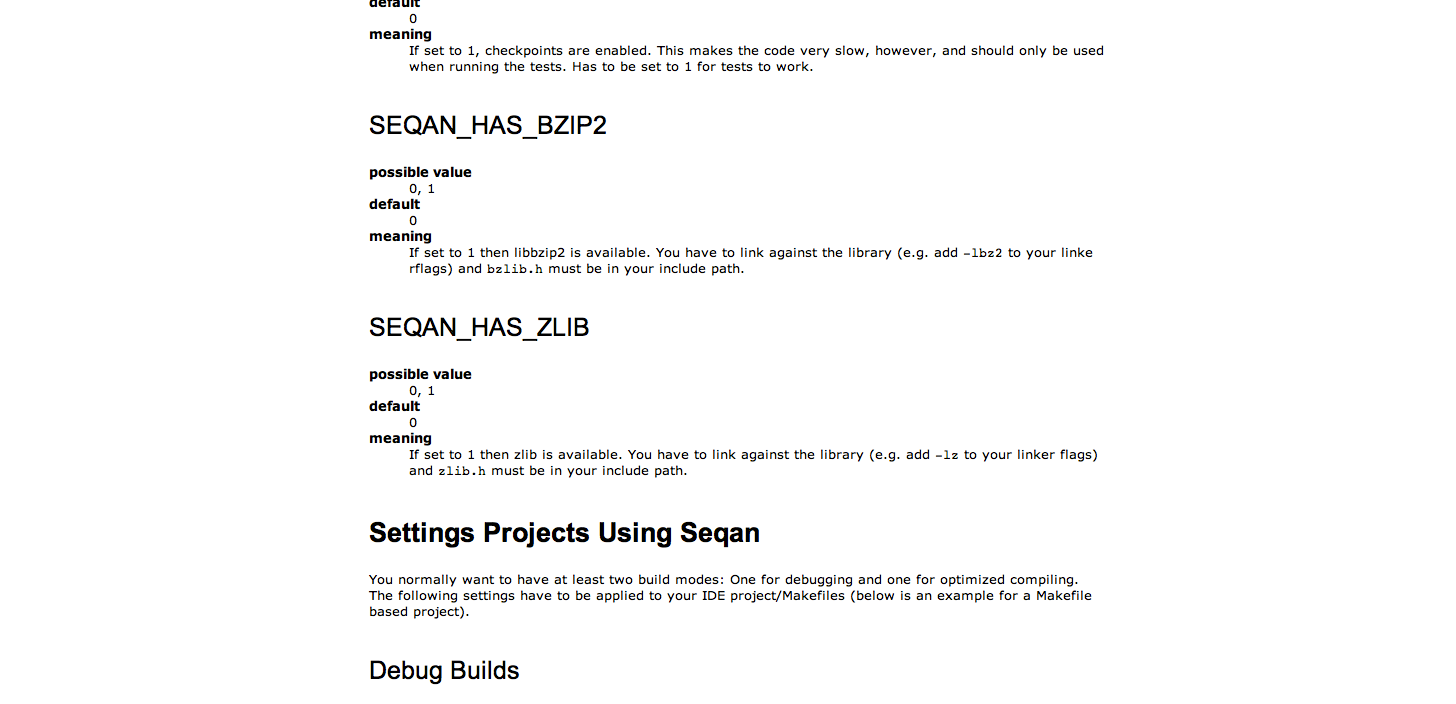 default
0
meaning
If set to 1, checkpoints are enabled. This makes the code very slow, however, and should only be used
when running the tests. Has to be set to 1 for tests to work.
SEQAN_HAS_BZIP2
possible value
0, 1
default
0
meaning
If set to 1 then libbzip2 is available. You have to link against the library (e.g. add -lbz2 to your linke
rflags) and bzlib.h must be in your include path.
SEQAN_HAS_ZLIB
possible value
0, 1
default
0
meaning
If set to 1 then zlib is available. You have to link against the library (e.g. add -lz to your linker flags)
and zlib.h must be in your include path.
Settings Projects Using Seqan
You normally want to have at least two build modes: One for debugging and one for optimized compiling.
The following settings have to be applied to your IDE project/Makefiles (below is an example for a Makefile
based project).
Debug Builds